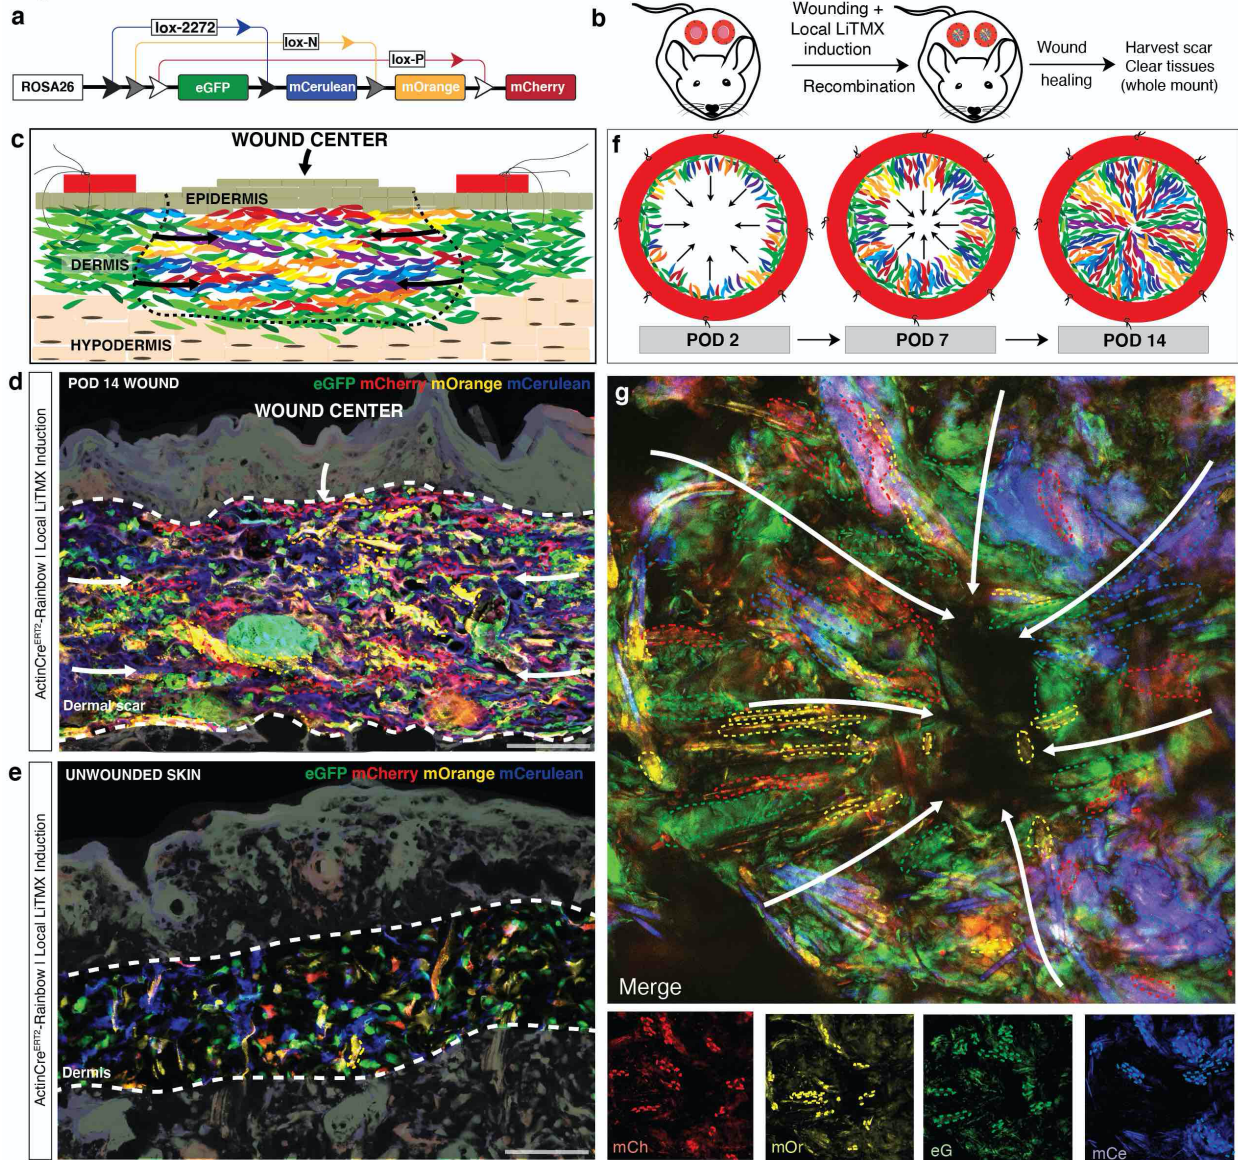 a
lox-2272
lox-N
lox-P
ROSA26
eGFP
mCerulean
mOrange
mCherry
b
Wounding +
Local LiTMX
induction
Recombination
Wound
healing
Harvest scar
Clear tissues
(whole mount)
c
WOUND CENTER
EPIDERMIS
DERMIS
HYPODERMIS
f
POD 2
POD 7
POD 14
d
ActinCreERT2-Rainbow | Local LiTMX Induction
POD 14 WOUND
eGFP mCherry mOrange mCerulean
WOUND CENTER
Dermal scar
e
ActinCreERT2-Rainbow | Local LiTMX Induction
UNWOUNDED SKIN
eGFP mCherry mOrange mCerulean
Dermis
g
Merge
mCh
mOr
eG
mCe